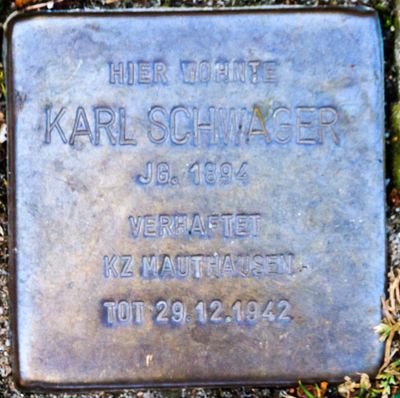 HIER WOHNTE
KARL SCHWAGER
JG. 1894
VERHAFTET
KZ MAUTHAUSEN
TOT 29.12.1942